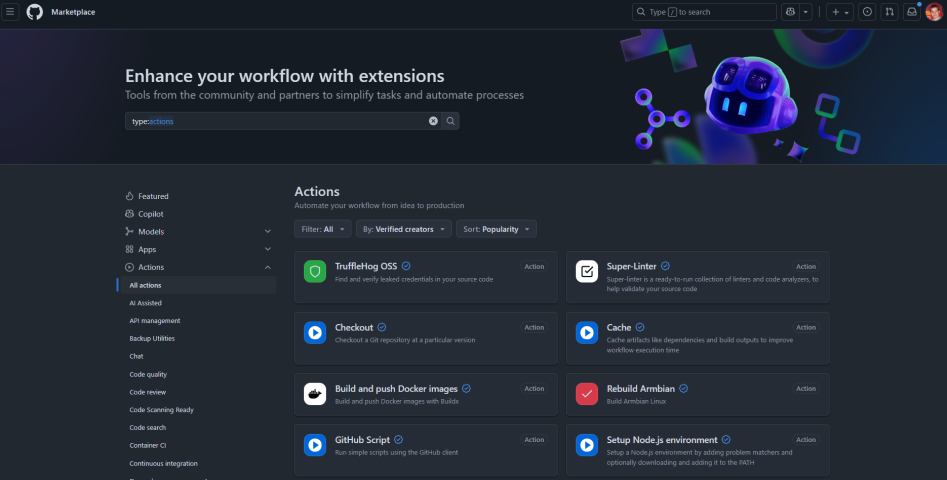 Marketplace
Type / to search
Enhance your workflow with extensions
Tools from the community and partners to simplify tasks and automate processes
type:actions
Featured
Copilot
Models
Apps
Actions
All actions
AI Assisted
API management
Backup Utilities
Chat
Code quality
Code review
Code Scanning Ready
Code search
Container CI
Continuous integration
Actions
Automate your workflow from idea to production
Filter: All
By: Verified creators
Sort: Popularity
TruffleHog OSS
Action
Find and verify leaked credentials in your source code
Super-Linter
Action
Super-linter is a ready-to-run collection of linters and code analyzers, to
help validate your source code
Checkout
Action
Checkout a Git repository at a particular version
Cache
Action
Cache artifacts like dependencies and build outputs to improve
workflow execution time
Build and push Docker images
Action
Build and push Docker images with Buildx
Rebuild Armbian
Action
Build Armbian Linux
GitHub Script
Action
Run simple scripts using the GitHub client
Setup Node.js environment
Action
Setup a Node.js environment by adding problem matchers and
optionally downloading and adding it to the PATH